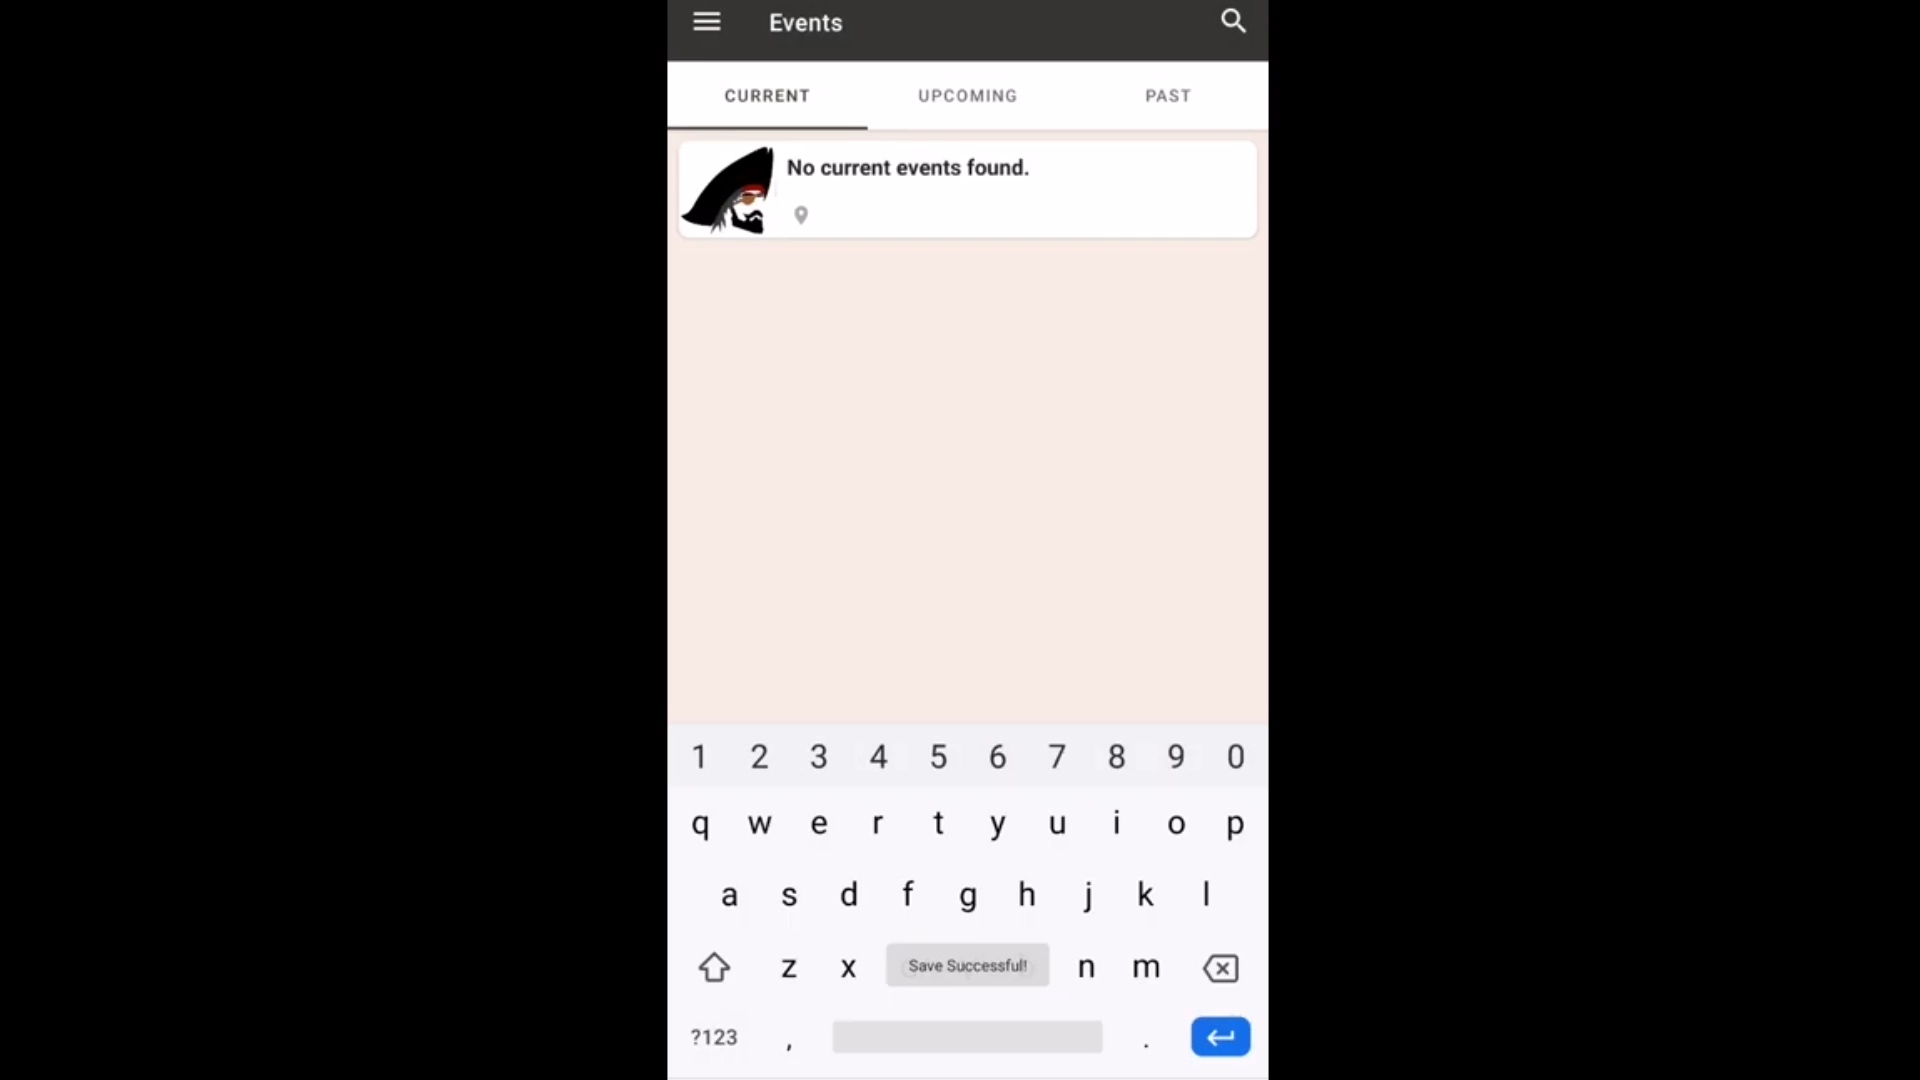 Events
CURRENT UPCOMING PAST
No current events found.
1 2 3 4 5 6 7 8 9 0
q w e r t y u i o p
a s d f g h j k l
z x Save Successful! n m
?123 , .